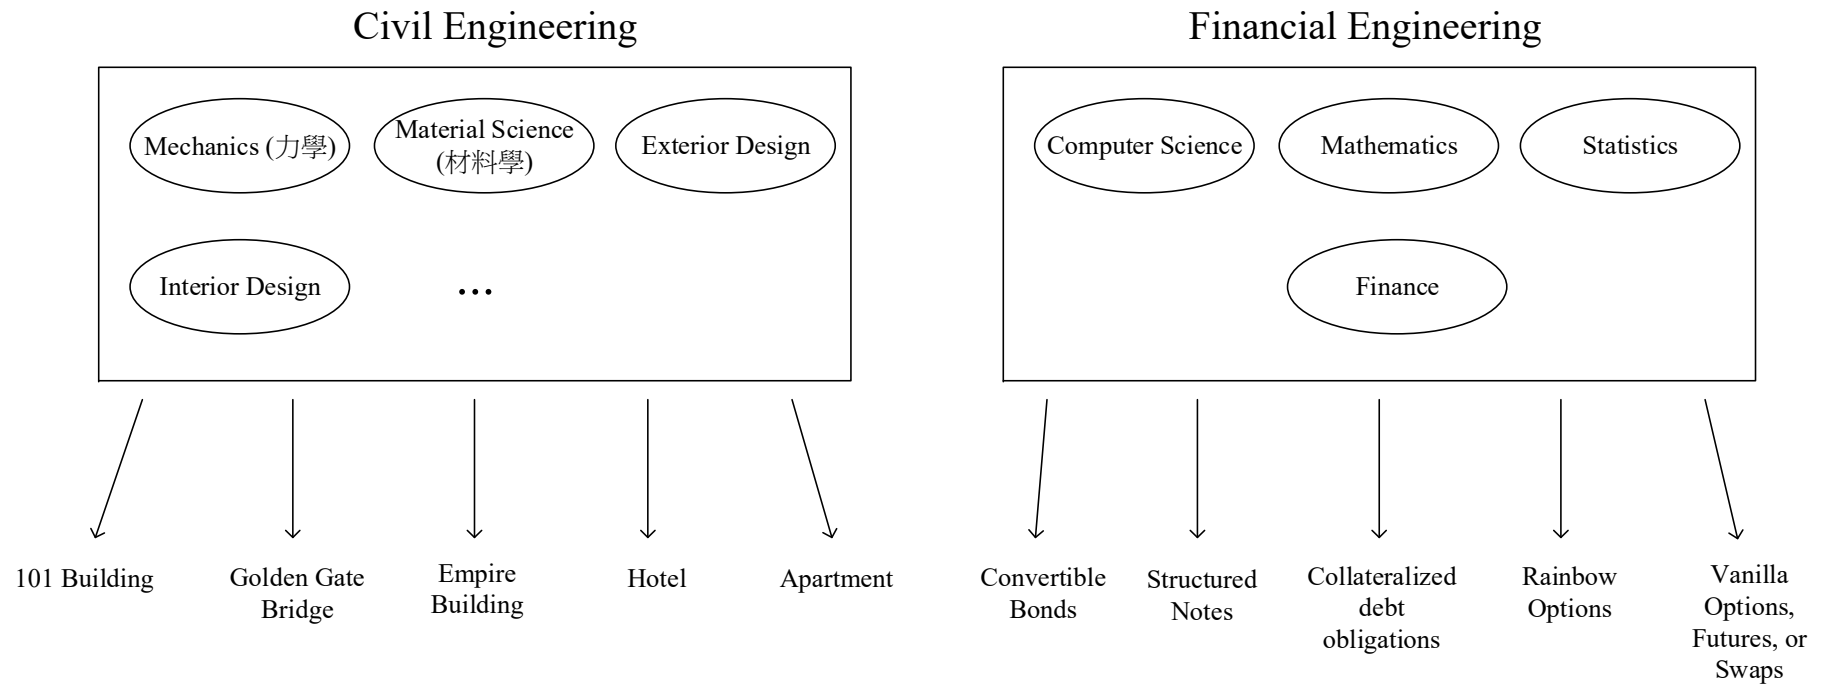 Civil Engineering
Mechanics (力學)
Material Science
(材料學)
Exterior Design
Interior Design
...
101 Building
Golden Gate
Bridge
Empire
Building
Hotel
Apartment
Financial Engineering
Computer Science
Mathematics
Statistics
Finance
Convertible
Bonds
Structured
Notes
Collateralized
debt
obligations
Rainbow
Options
Vanilla
Options,
Futures, or
Swaps